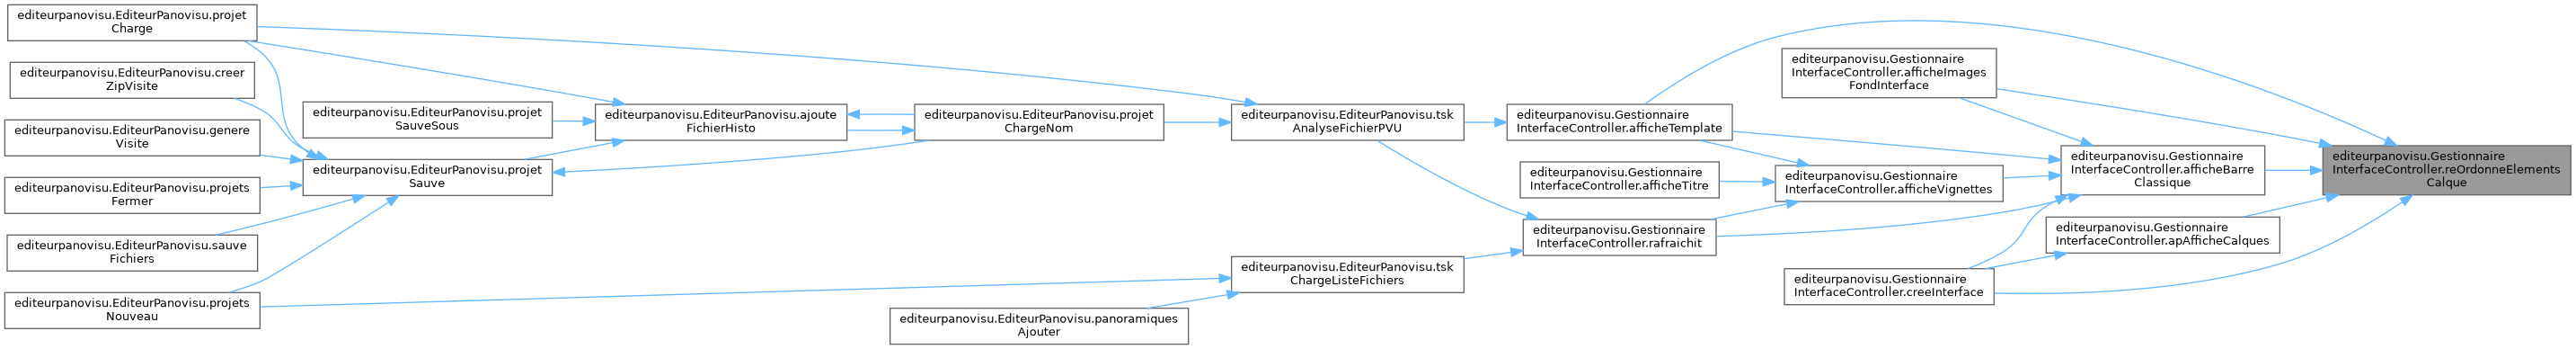 editeurpanovisu.EditeurPanovisu.projet
Charge
editeurpanovisu.EditeurPanovisu.creer
ZipVisite
editeurpanovisu.EditeurPanovisu.genere
Visite
editeurpanovisu.EditeurPanovisu.projets
Fermer
editeurpanovisu.EditeurPanovisu.sauve
Fichiers
editeurpanovisu.EditeurPanovisu.projets
Nouveau
editeurpanovisu.EditeurPanovisu.projet
SauveSous
editeurpanovisu.EditeurPanovisu.projet
Sauve
editeurpanovisu.EditeurPanovisu.ajoute
FichierHisto
editeurpanovisu.EditeurPanovisu.projet
ChargeNom
editeurpanovisu.EditeurPanovisu.panoramiques
Ajouter
editeurpanovisu.EditeurPanovisu.tsk
AnalyseFichierPVU
editeurpanovisu.EditeurPanovisu.tsk
ChargeListeFichiers
editeurpanovisu.Gestionnaire
InterfaceController.afficheTemplate
editeurpanovisu.Gestionnaire
InterfaceController.afficheTitre
editeurpanovisu.Gestionnaire
InterfaceController.rafraichit
editeurpanovisu.Gestionnaire
InterfaceController.afficheImages
FondInterface
editeurpanovisu.Gestionnaire
InterfaceController.afficheVignettes
editeurpanovisu.Gestionnaire
InterfaceController.creeInterface
editeurpanovisu.Gestionnaire
InterfaceController.afficheBarre
Classique
editeurpanovisu.Gestionnaire
InterfaceController.apAfficheCalques
editeurpanovisu.Gestionnaire
InterfaceController.reOrdonneElements
Calque